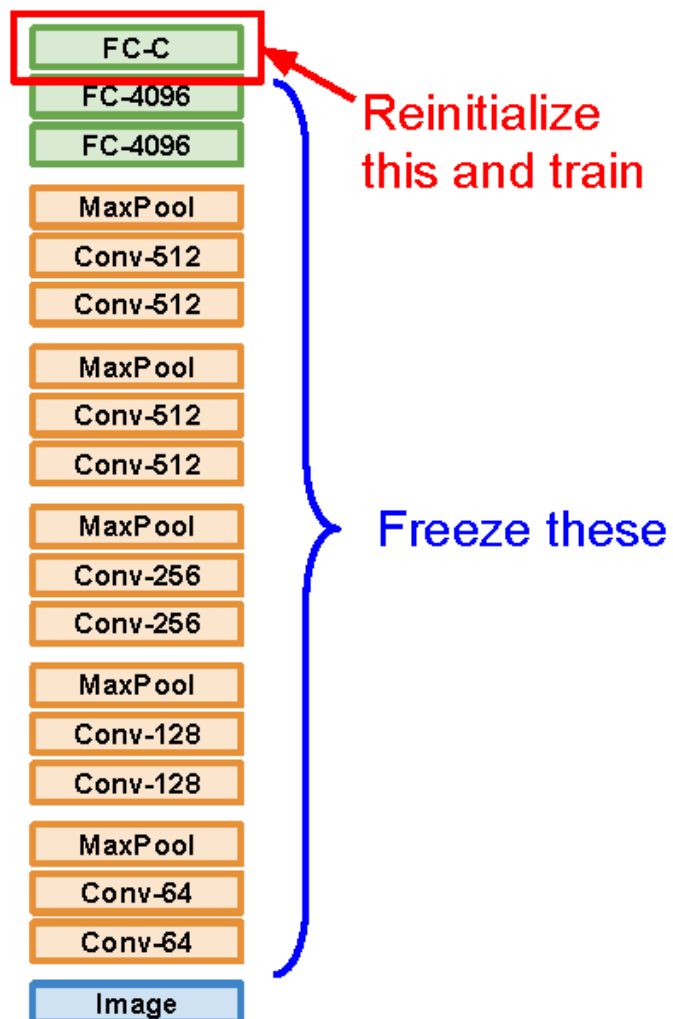 FC-C
FC-4096
FC-4096
MaxPool
Conv-512
Conv-512
MaxPool
Conv-512
Conv-512
MaxPool
Conv-256
Conv-256
MaxPool
Conv-128
Conv-128
MaxPool
Conv-64
Conv-64
Image
Reinitialize
this and train
Freeze these